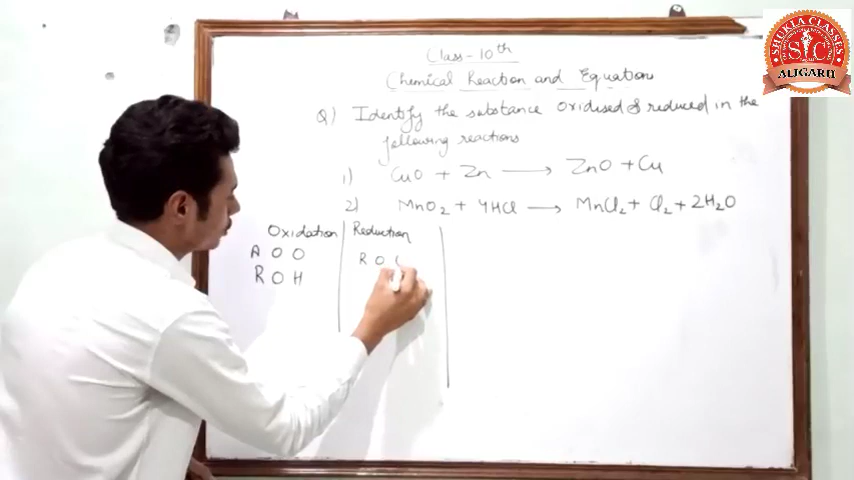 SHUKLA CLASSES
SC
ALIGARH
Class-10th
Chemical Reaction and Equation
Q) Identify the substance oxidised & reduced in the
following reactions
1) CuO + Zn → ZnO + Cu
2) MnO₂ + 4HCl → MnCl₂ + Cl₂ + 2H₂O
Oxidation Reduction
A O O
R O
R O H